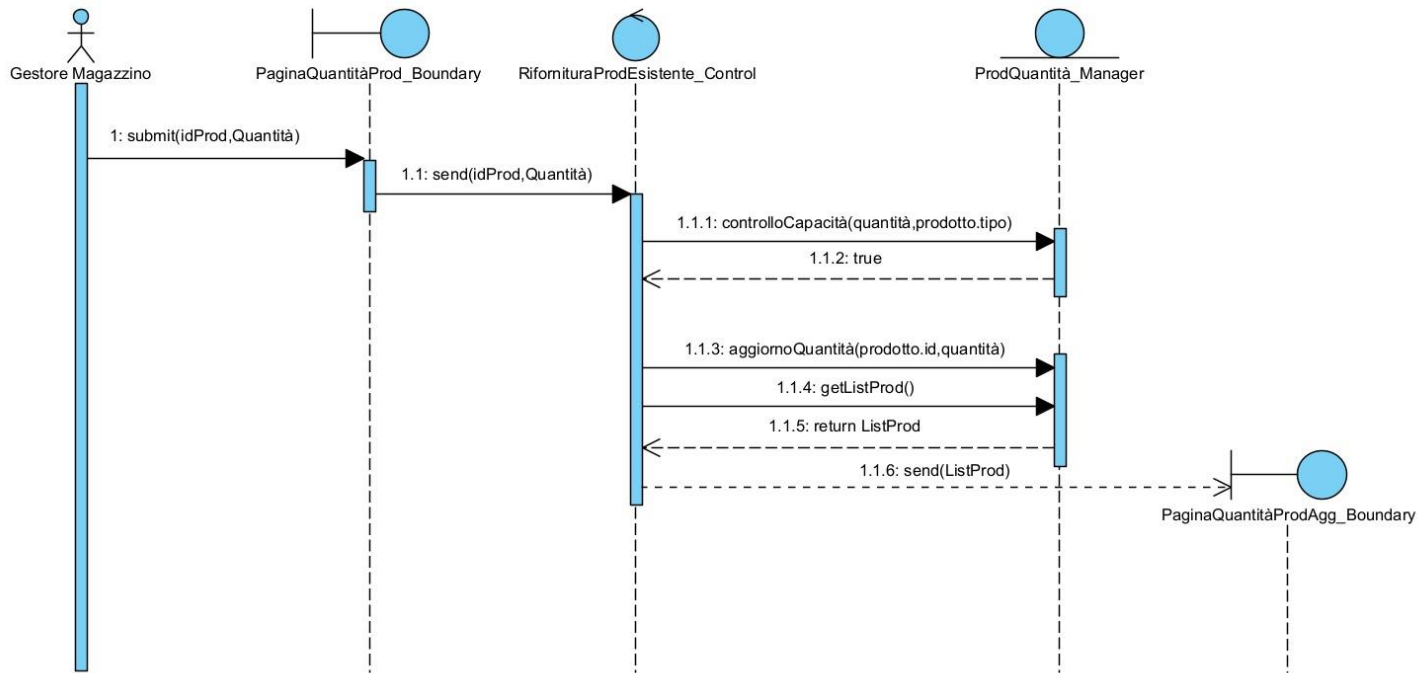 Gestore Magazzino
PaginaQuantitàProd_Boundary
RifornituraProdEsistente_Control
ProdQuantità_Manager
1: submit(idProd,Quantità)
1.1: send(idProd,Quantità)
1.1.1: controlloCapacità(quantità,prodotto.tipo)
1.1.2: true
1.1.3: aggiornoQuantità(prodotto.id,quantità)
1.1.4: getListProd()
1.1.5: return ListProd
1.1.6: send(ListProd)
PaginaQuantitàProdAgg_Boundary